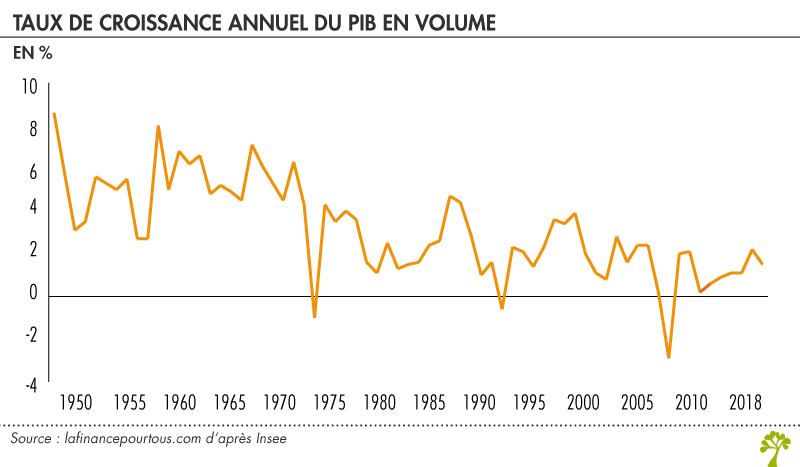 TAUX DE CROISSANCE ANNUEL DU PIB EN VOLUME
EN %
10
8
6
4
2
0
-2
-4
1950 1955 1960 1965 1970 1975 1980 1985 1990 1995 2000 2005 2010 2018
Source : lafinancepourtous.com d'après Insee